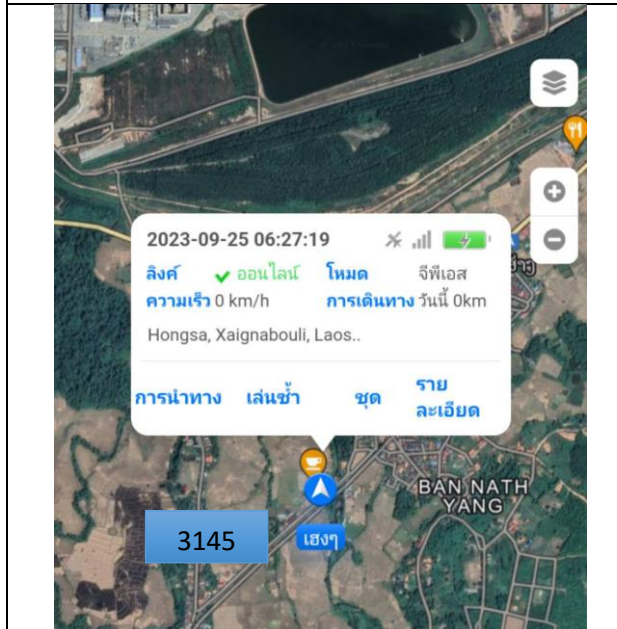 2023-09-25 06:27:19
ลิงค์ ออนไลน์ โหมด จีพีเอส
ความเร็ว 0 km/h การเดินทาง วันนี้ 0km
Hongsa, Xaignabouli, Laos..
การนำทาง เล่นซ้ำ ชุด ราย
ละเอียด
BAN NATH
YANG
3145
เฮงๆ